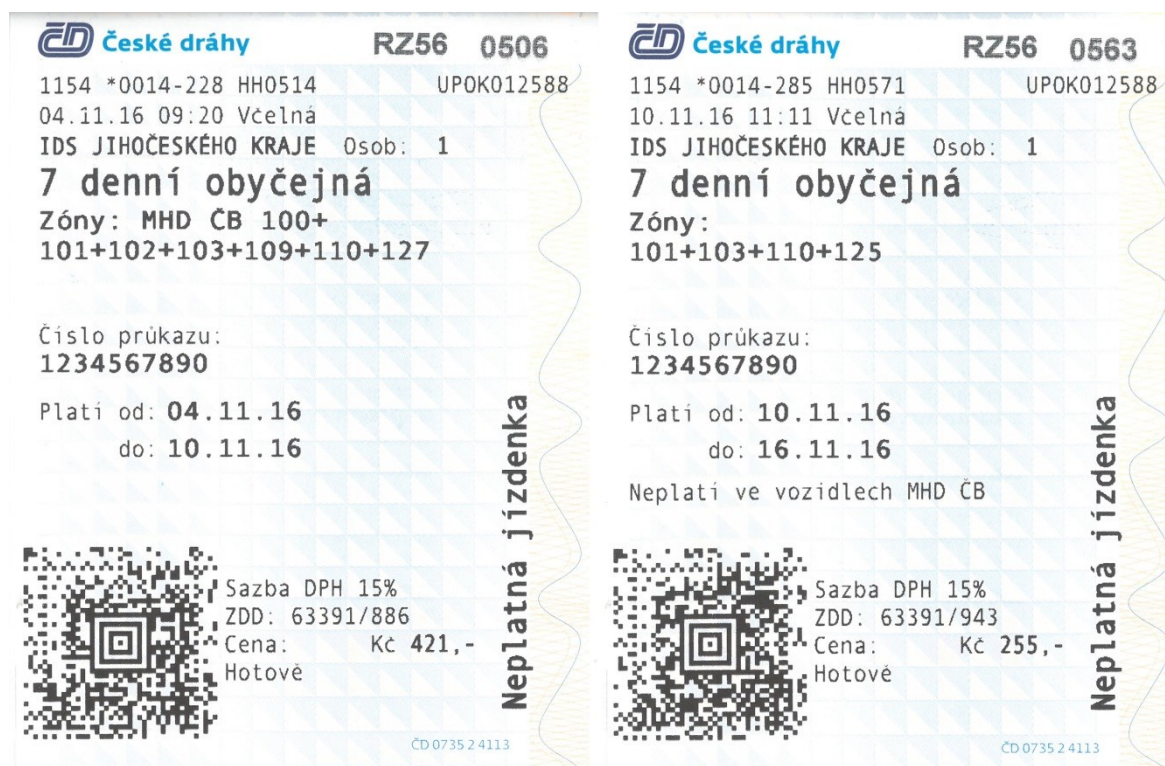 ČD České dráhy RZ56 0506
1154 *0014-228 HH0514 UPOK012588
04.11.16 09:20 Včelná
IDS JIHOČESKÉHO KRAJE Osob: 1
7 denní obyčejná
Zóny: MHD ČB 100+
101+102+103+109+110+127
Číslo průkazu:
1234567890
Platí od: 04.11.16
do: 10.11.16
Neplatná jízdenka
Sazba DPH 15%
ZDD: 63391/886
Cena: Kč 421,-
Hotově
ČD 0735 2 4113
ČD České dráhy RZ56 0563
1154 *0014-285 HH0571 UPOK012588
10.11.16 11:11 Včelná
IDS JIHOČESKÉHO KRAJE Osob: 1
7 denní obyčejná
Zóny:
101+103+110+125
Číslo průkazu:
1234567890
Platí od: 10.11.16
do: 16.11.16
Neplatí ve vozidlech MHD ČB
Neplatná jízdenka
Sazba DPH 15%
ZDD: 63391/943
Cena: Kč 255,-
Hotově
ČD 0735 2 4113